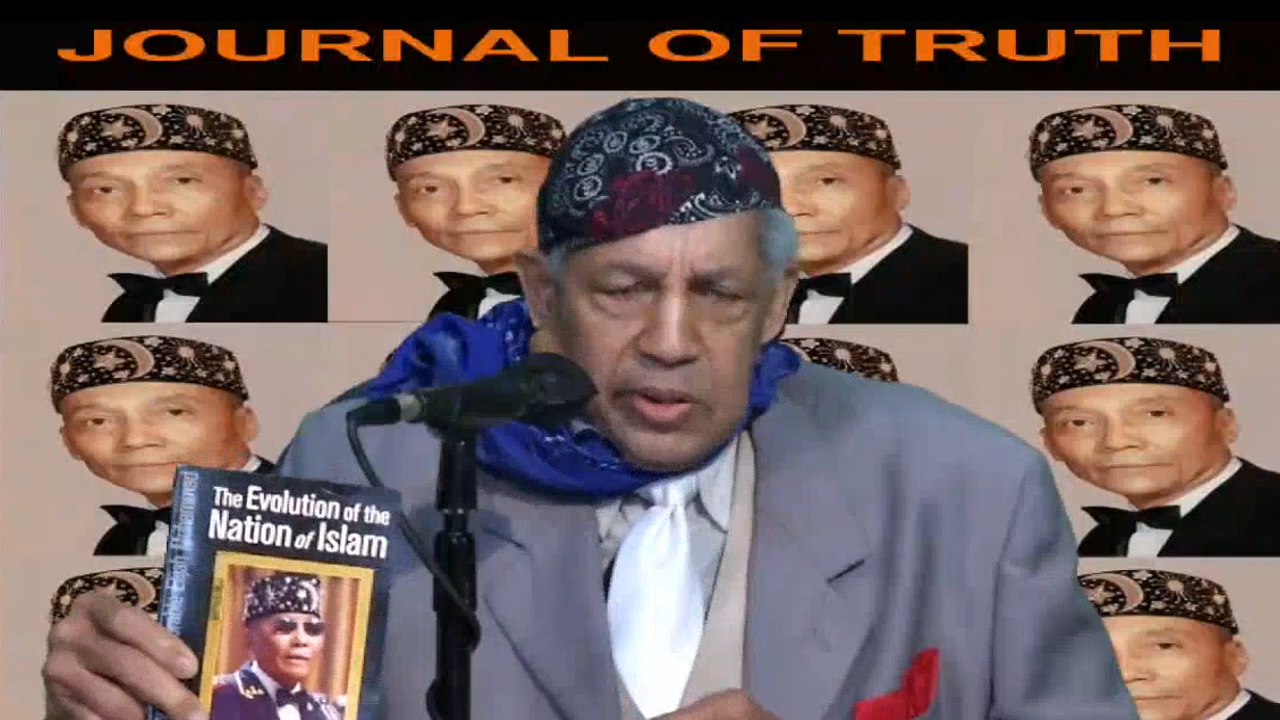 JOURNAL OF TRUTH
The Evolution of the
Nation of Islam